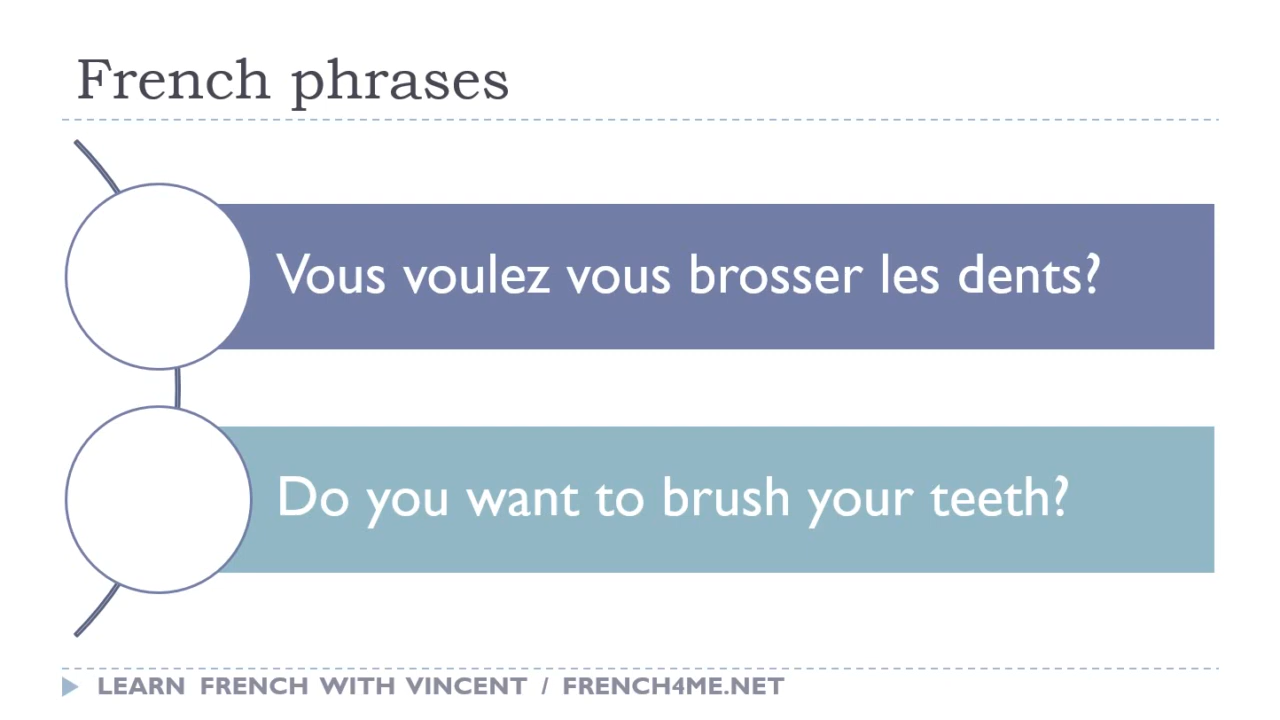 French phrases
Vous voulez vous brosser les dents?
Do you want to brush your teeth?
LEARN FRENCH WITH VINCENT / FRENCH4ME.NET